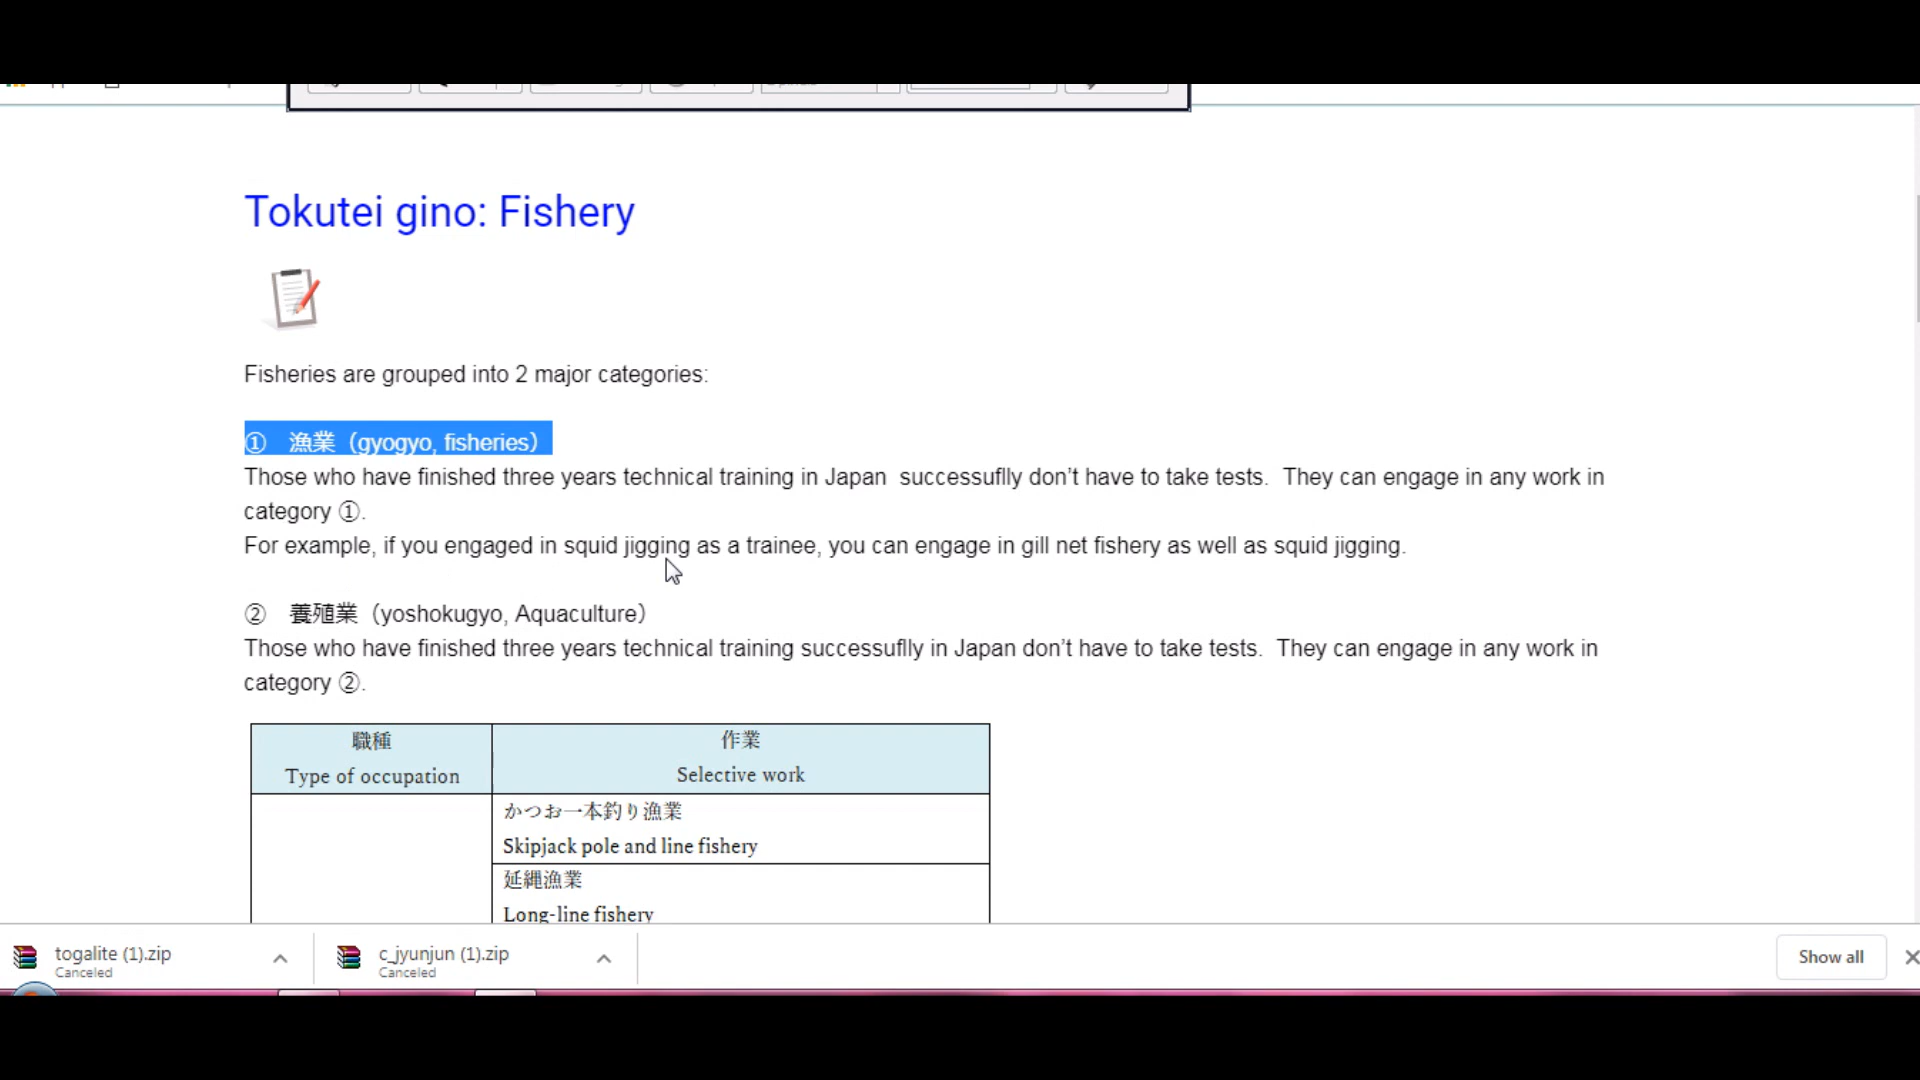 Tokutei gino: Fishery
Fisheries are grouped into 2 major categories:
① 漁業（gyogyo, fisheries）
Those who have finished three years technical training in Japan  successuflly don’t have to take tests.  They can engage in any work in
category ①.
For example, if you engaged in squid jigging as a trainee, you can engage in gill net fishery as well as squid jigging.
② 養殖業（yoshokugyo, Aquaculture）
Those who have finished three years technical training successuflly in Japan don’t have to take tests.  They can engage in any work in
category ②.
職種
Type of occupation
作業
Selective work
かつお一本釣り漁業
Skipjack pole and line fishery
延縄漁業
Long-line fishery
togalite (1).zip
Canceled
c_jyunjun (1).zip
Canceled
Show all